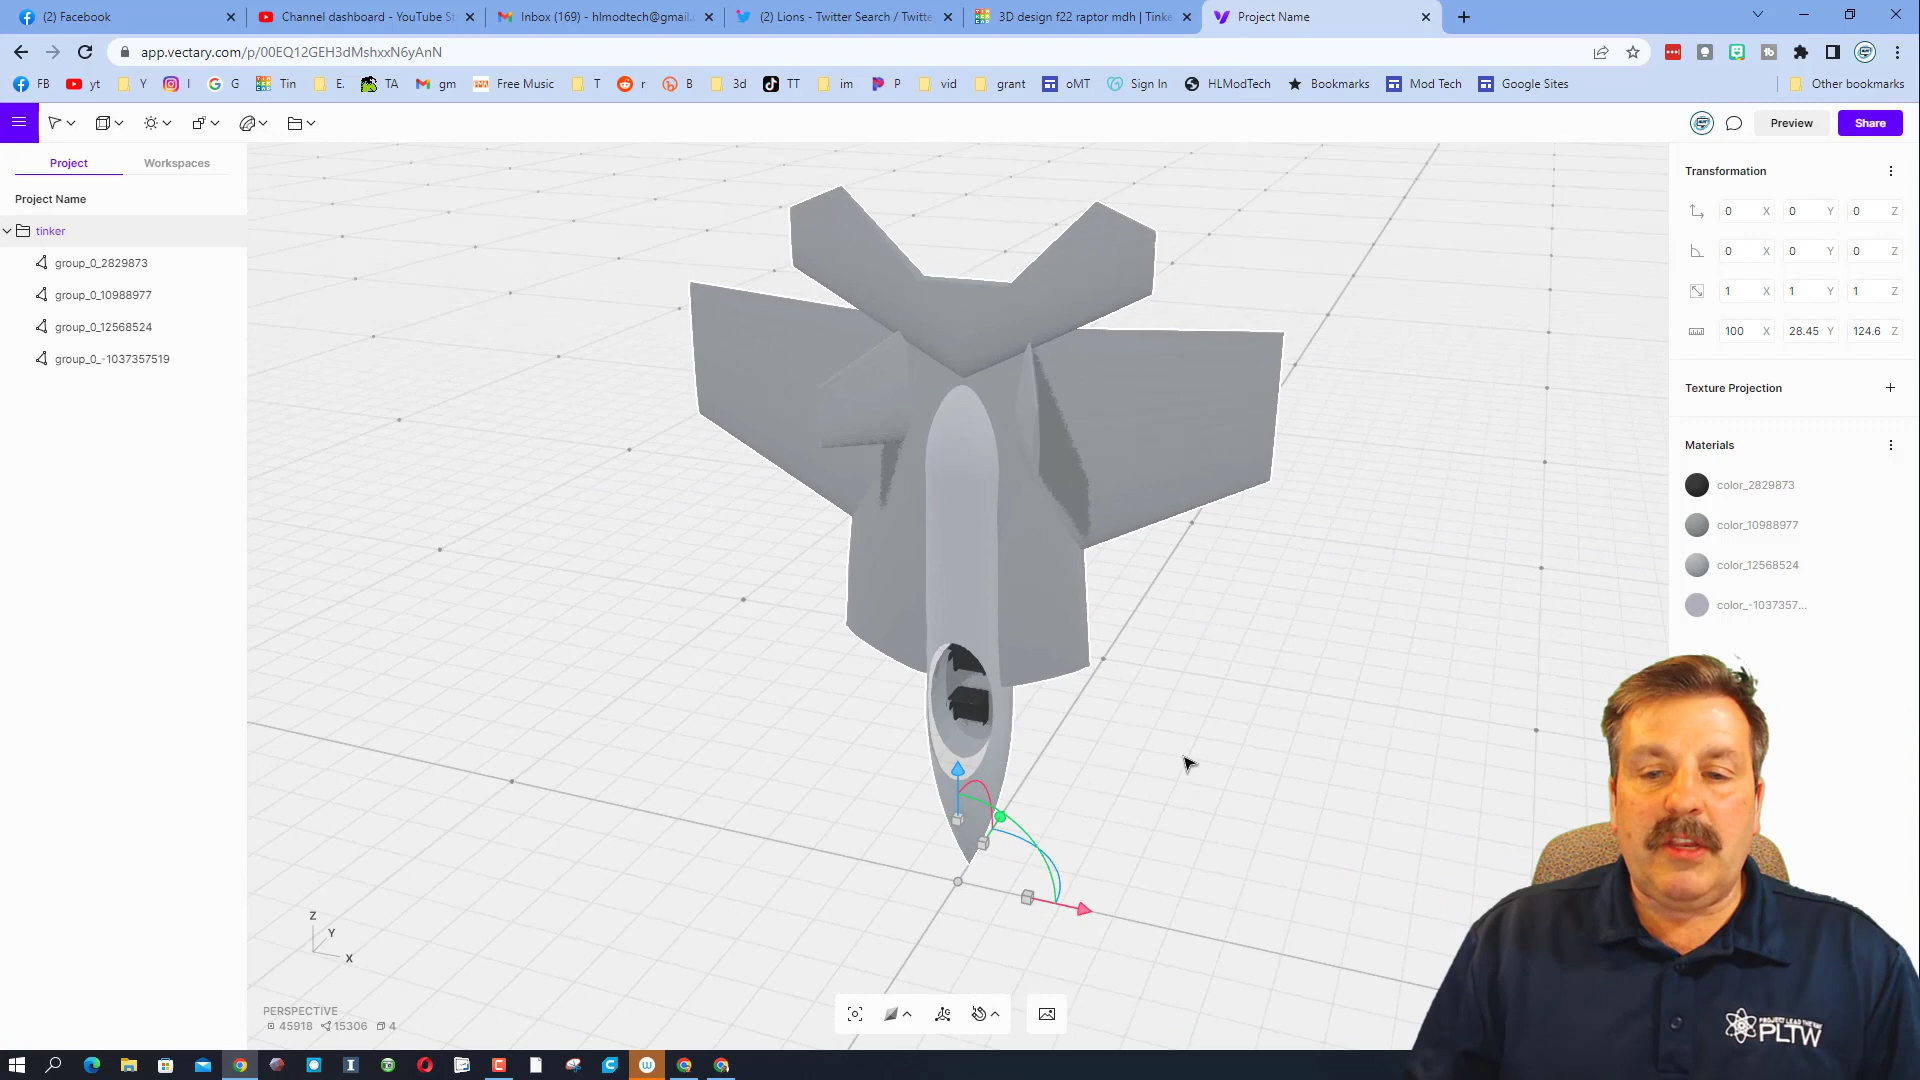 (2) Facebook
Channel dashboard - YouTube St
Inbox (169) - hlmodtech@gmail.
(2) Lions - Twitter Search / Twitte
3D design f22 raptor mdh | Tinke
Project Name
app.vectary.com/p/00EQ12GEH3dMshxxN6yAnN
FB
yt
Y
I
G
Tin
E.
TA
gm
Free Music
T
r
B
3d
TT
im
P
vid
grant
oMT
Sign In
HLModTech
Bookmarks
Mod Tech
Google Sites
Other bookmarks
Preview
Share
Project
Workspaces
Project Name
tinker
group_0_2829873
group_0_10988977
group_0_12568524
group_0_-1037357519
Transformation
0 X 0 Y 0 Z
0 X 0 Y 0 Z
1 X 1 Y 1 Z
100 X 28.45 Y 124.6 Z
Texture Projection
Materials
color_2829873
color_10988977
color_12568524
color_-1037357...
Z
Y
X
PERSPECTIVE
45918 15306 4
PROJECT LEAD THE WAY
PLTW